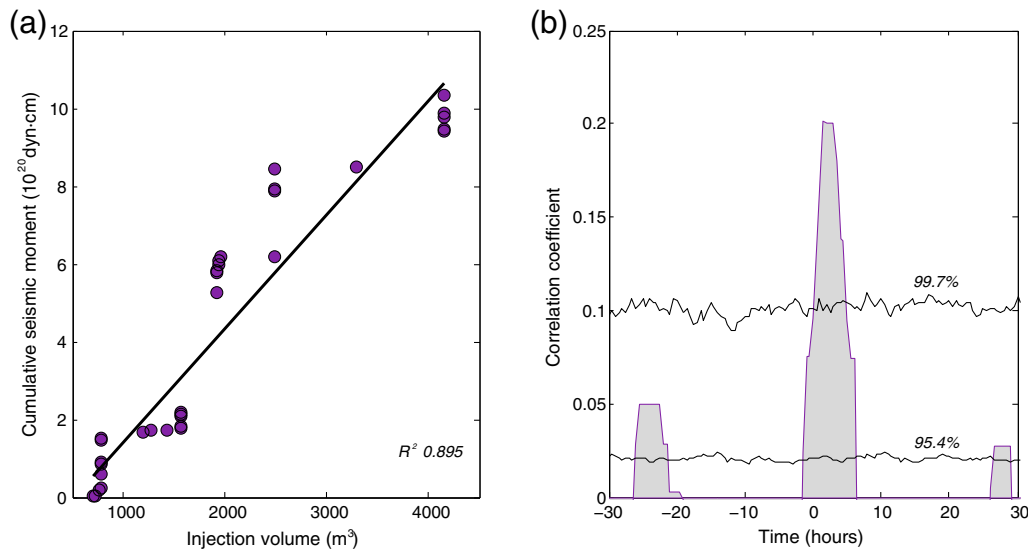 (a)
12
10
8
6
4
2
0
Cumulative seismic moment (10²⁰ dyn·cm)
R² 0.895
1000 2000 3000 4000
Injection volume (m³)
(b)
0.25
0.2
0.15
0.1
0.05
0
Correlation coefficient
99.7%
95.4%
−30 −20 −10 0 10 20 30
Time (hours)